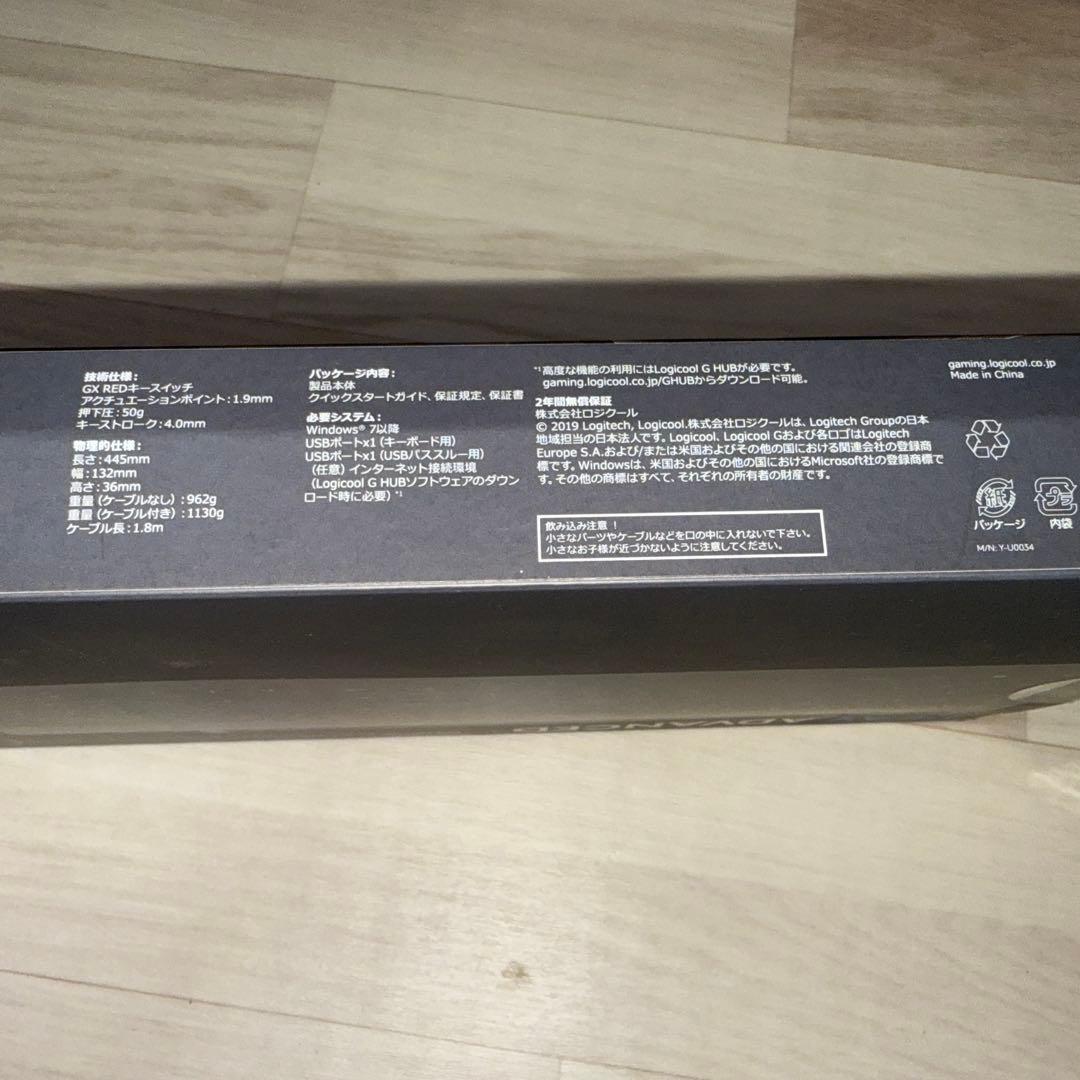 技術仕様:
GX REDキースイッチ
アクチュエーションポイント:1.9mm
押下圧:50g
キーストローク:4.0mm
物理的仕様:
長さ:445mm
幅:132mm
高さ:36mm
重量(ケーブルなし):962g
重量(ケーブル付き):1130g
ケーブル長:1.8m
パッケージ内容:
製品本体
クイックスタートガイド、保証規定、保証書
必要システム:
Windows® 7以降
USBポートx1(キーボード用)
USBポートx1(USBパススルー用)
(任意)インターネット接続環境
(Logicool G HUBソフトウェアのダウン
ロード時に必要)*1
*1高度な機能の利用にはLogicool G HUBが必要です。
gaming.logicool.co.jp/GHUBからダウンロード可能。
2年間無償保証
株式会社ロジクール
© 2019 Logitech, Logicool.株式会社ロジクールは、Logitech Groupの日本
地域担当の日本法人です。Logicool、Logicool Gおよび各ロゴはLogitech
Europe S.A.および/または米国およびその他の国における関連会社の登録商
標です。Windowsは、米国およびその他の国におけるMicrosoft社の登録商標で
す。その他の商標はすべて、それぞれの所有者の財産です。
飲み込み注意!
小さなパーツやケーブルなどを口の中に入れないで下さい。
小さなお子様が近づかないように注意してください。
gaming.logicool.co.jp
Made in China
紙
パッケージ
プラ
内袋
M/N: Y-U0034
ADVANCED